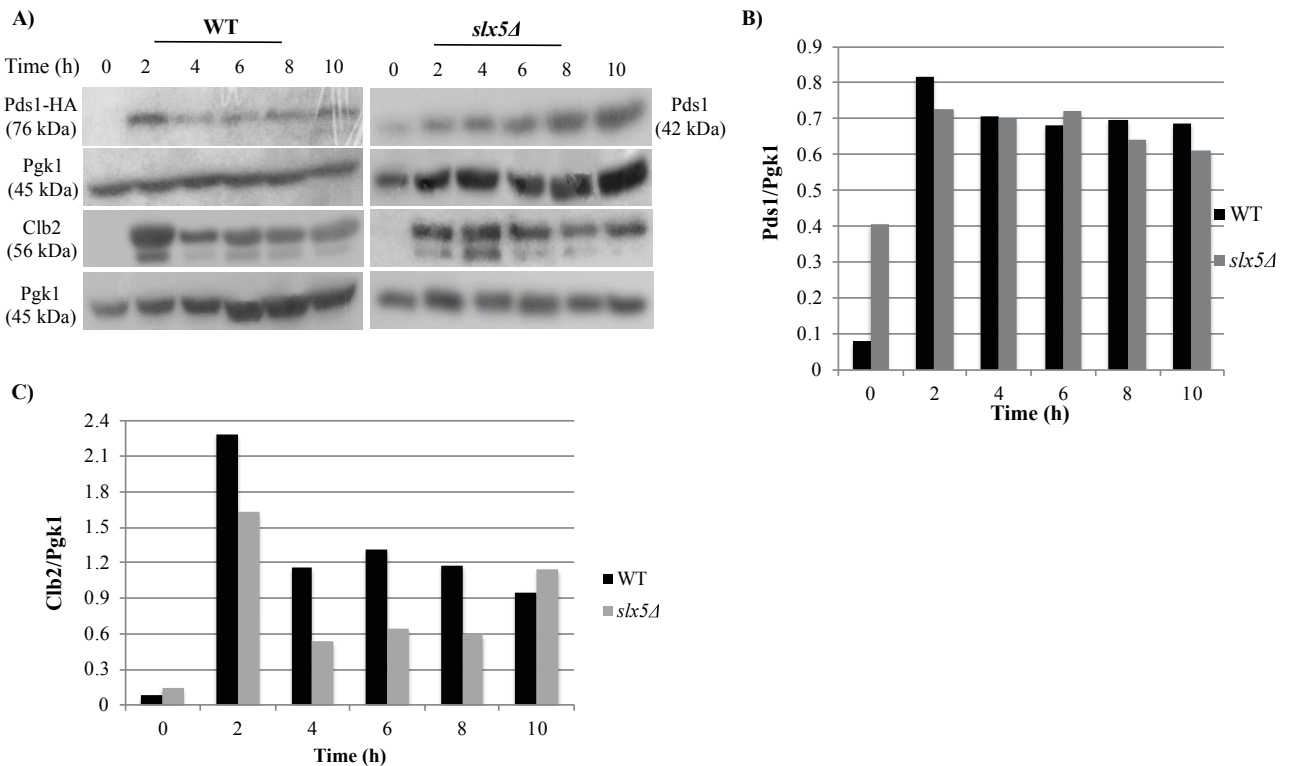 A)
WT
slx5Δ
Time (h) 0 2 4 6 8 10 0 2 4 6 8 10
Pds1-HA
(76 kDa)
Pds1
(42 kDa)
Pgk1
(45 kDa)
Clb2
(56 kDa)
Pgk1
(45 kDa)
B)
0.9
0.8
0.7
0.6
0.5
0.4
0.3
0.2
0.1
0
Pds1/Pgk1
0 2 4 6 8 10
Time (h)
WT
slx5Δ
C)
2.4
2.1
1.8
1.5
1.2
0.9
0.6
0.3
0
Clb2/Pgk1
0 2 4 6 8 10
Time (h)
WT
slx5Δ